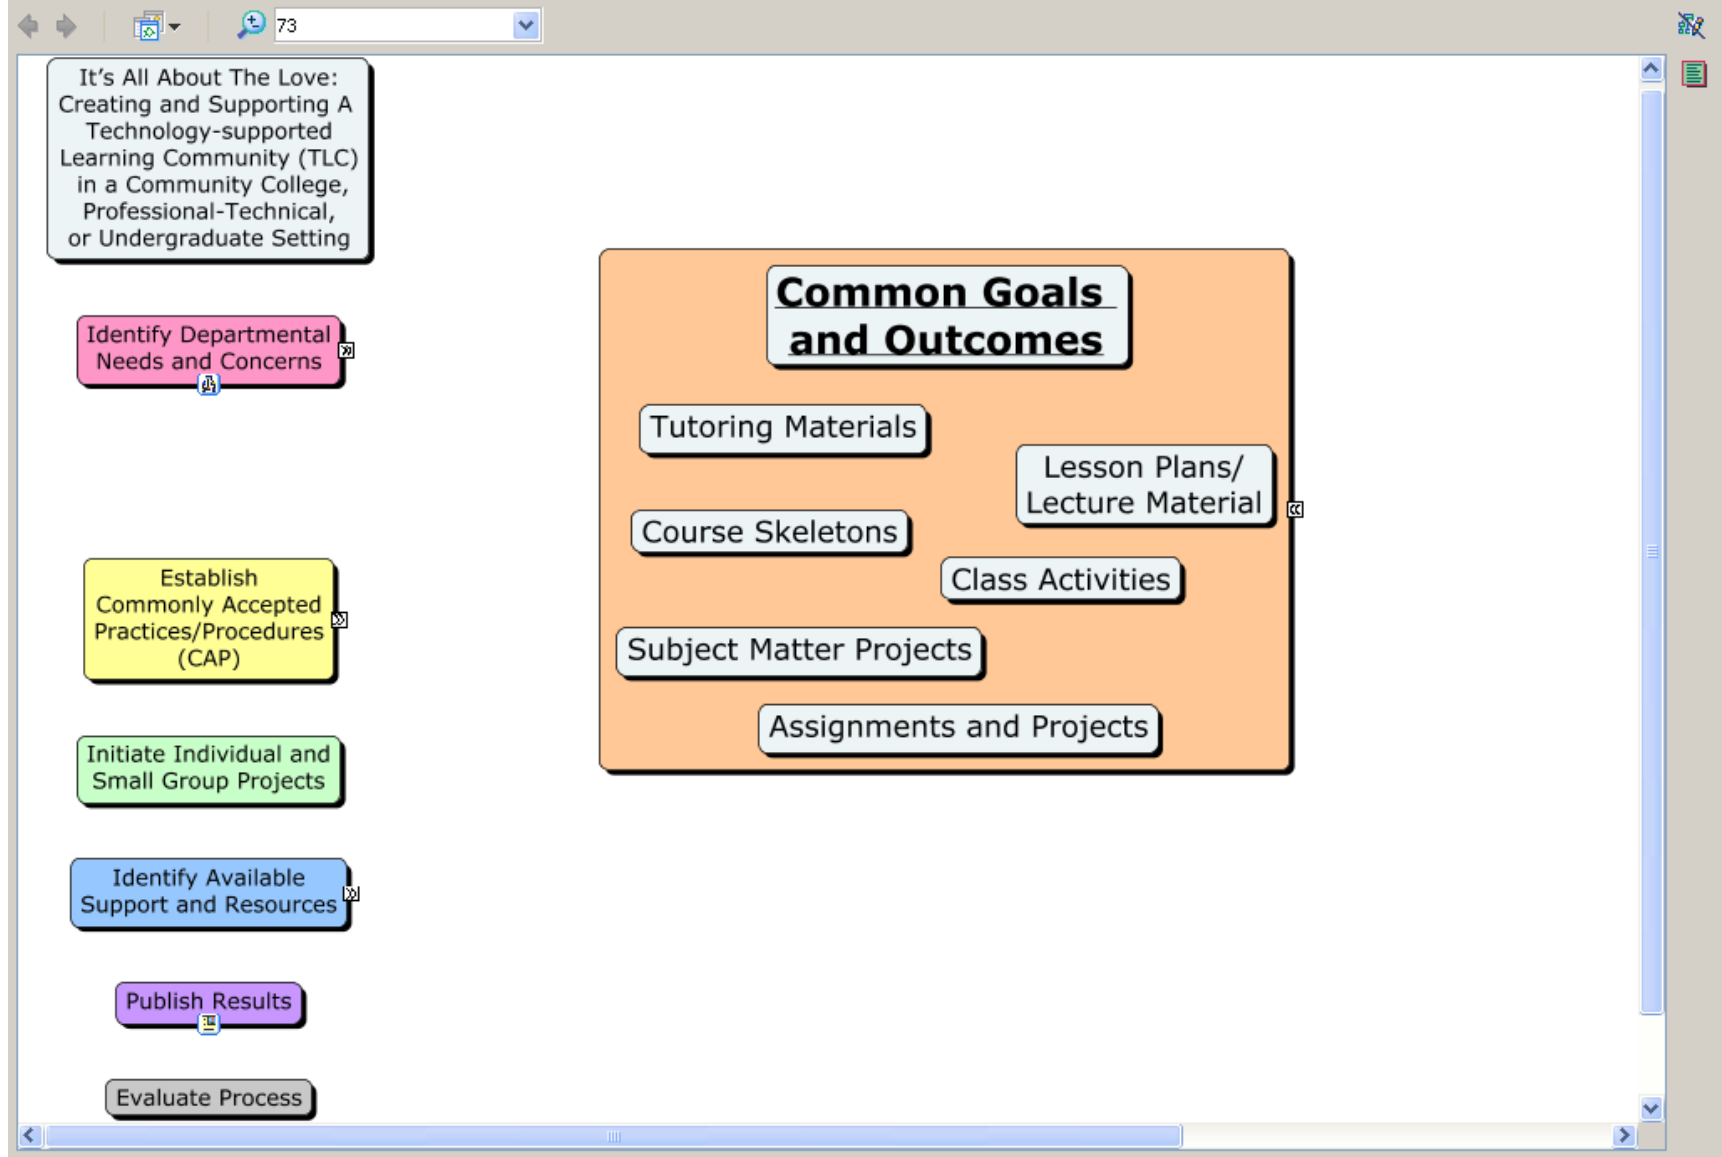 73
It's All About The Love:
Creating and Supporting A
Technology-supported
Learning Community (TLC)
in a Community College,
Professional-Technical,
or Undergraduate Setting
Identify Departmental
Needs and Concerns
Establish
Commonly Accepted
Practices/Procedures
(CAP)
Initiate Individual and
Small Group Projects
Identify Available
Support and Resources
Publish Results
Evaluate Process
Common Goals
and Outcomes
Tutoring Materials
Lesson Plans/
Lecture Material
Course Skeletons
Class Activities
Subject Matter Projects
Assignments and Projects